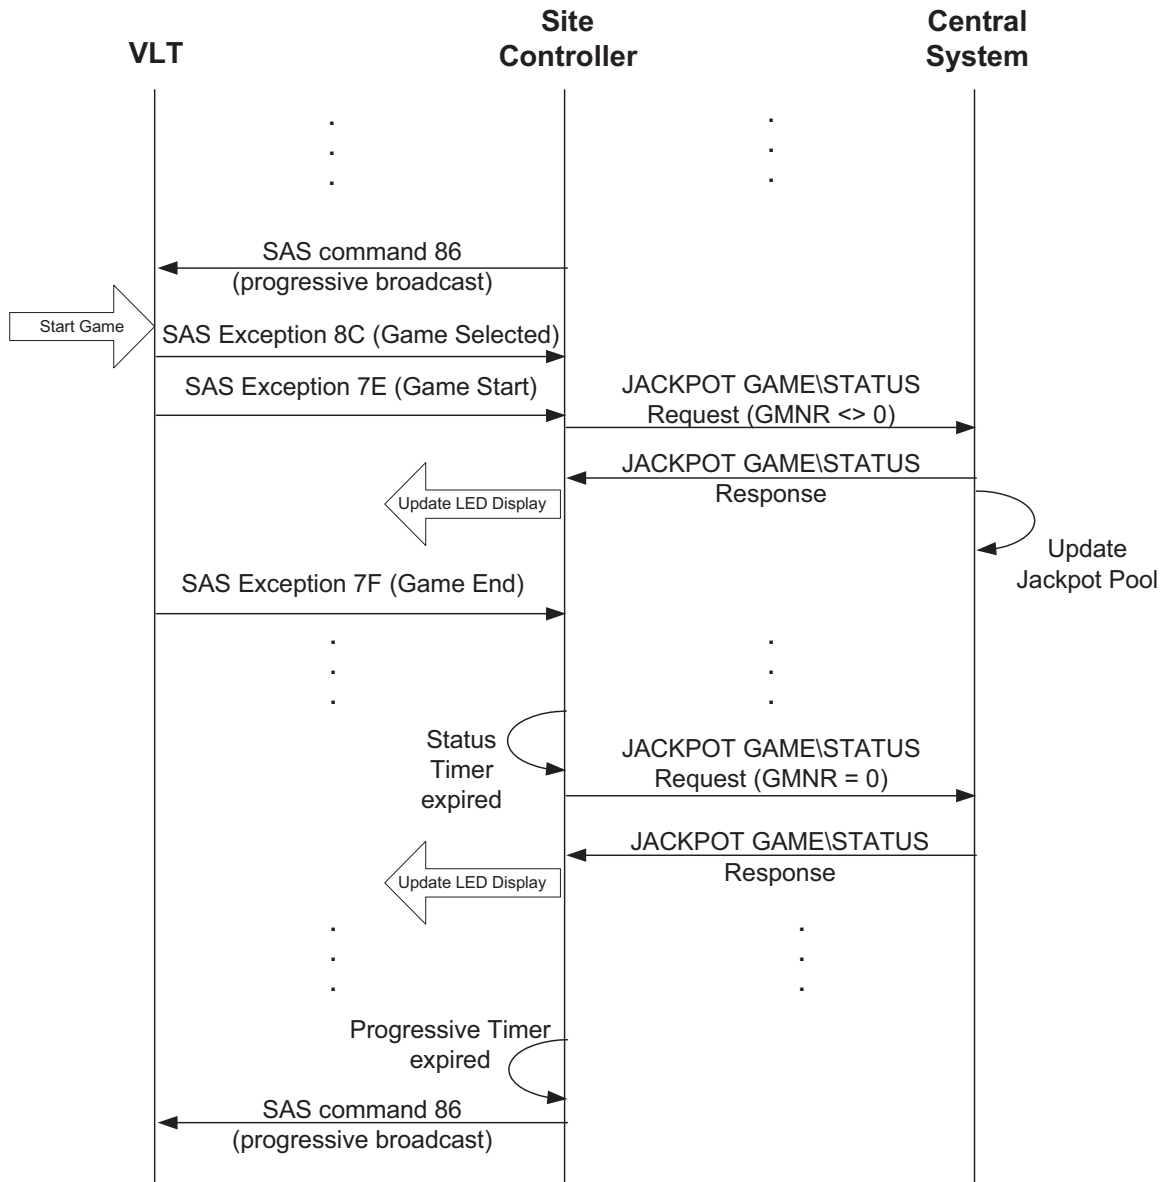 VLT
Site
Controller
Central
System
SAS command 86
(progressive broadcast)
Start Game
SAS Exception 8C (Game Selected)
SAS Exception 7E (Game Start)
JACKPOT GAME\STATUS
Request (GMNR <> 0)
JACKPOT GAME\STATUS
Response
Update LED Display
Update
Jackpot Pool
SAS Exception 7F (Game End)
Status
Timer
expired
JACKPOT GAME\STATUS
Request (GMNR = 0)
JACKPOT GAME\STATUS
Response
Update LED Display
Progressive Timer
expired
SAS command 86
(progressive broadcast)